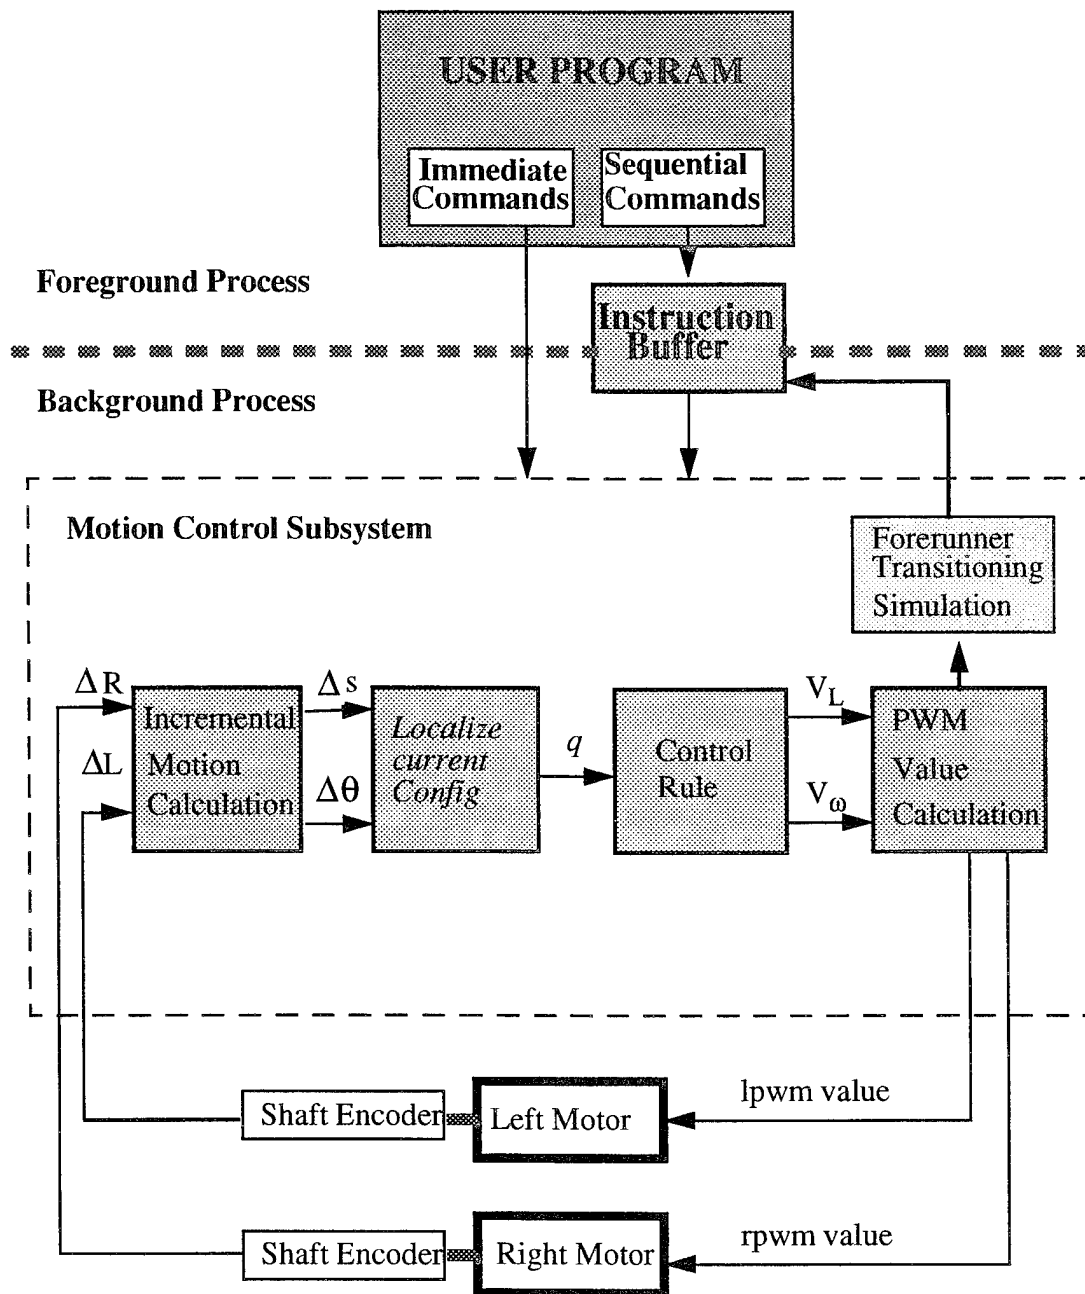 USER PROGRAM
Immediate
Commands
Sequential
Commands
Foreground Process
Instruction
Buffer
Background Process
Motion Control Subsystem
Forerunner
Transitioning
Simulation
ΔR
ΔL
Incremental
Motion
Calculation
Δs
Δθ
Localize
current
Config
q
Control
Rule
V_L
V_ω
PWM
Value
Calculation
Shaft Encoder
Left Motor
lpwm value
Shaft Encoder
Right Motor
rpwm value